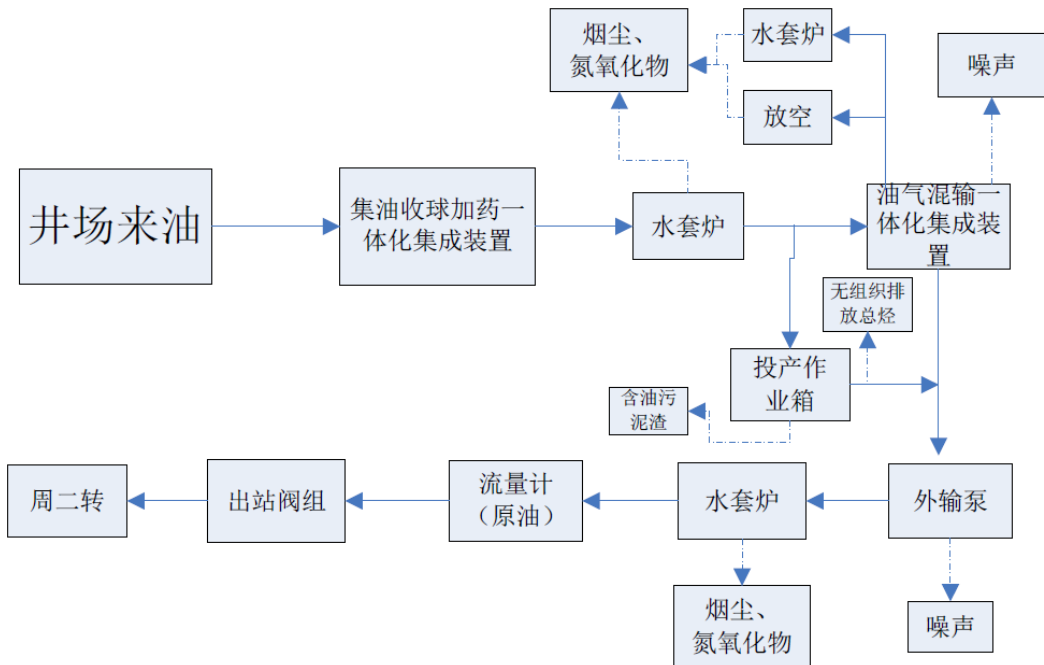 烟尘、
氮氧化物
水套炉
噪声
放空
井场来油
集油收球加药一
体化集成装置
水套炉
油气混输一
体化集成装
置
无组织排
放总烃
投产作
业箱
含油污
泥渣
周二转
出站阀组
流量计
（原油）
水套炉
外输泵
烟尘、
氮氧化物
噪声